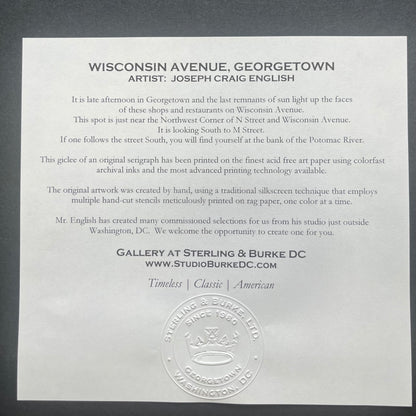 WISCONSIN AVENUE, GEORGETOWN
ARTIST: JOSEPH CRAIG ENGLISH
It is late afternoon in Georgetown and the last remnants of sun light up the faces
of these shops and restaurants on Wisconsin Avenue.
This spot is just near the Northwest Corner of N Street and Wisconsin Avenue.
It is looking South to M Street.
If one follows the street South, you will find yourself at the bank of the Potomac River.
This giclee of an original serigraph has been printed on the finest acid free art paper using colorfast
archival inks and the most advanced printing technology available.
The original artwork was created by hand, using a traditional silkscreen technique that employs
multiple hand-cut stencils meticulously printed on rag paper, one color at a time.
Mr. English has created many commissioned selections for us from his studio just outside
Washington, DC. We welcome the opportunity to create one for you.
GALLERY AT STERLING & BURKE DC
WWW.STUDIOBURKEDC.COM
Timeless | Classic | American
STERLING & BURKE, LTD.
SINCE 1980
GEORGETOWN
WASHINGTON, DC